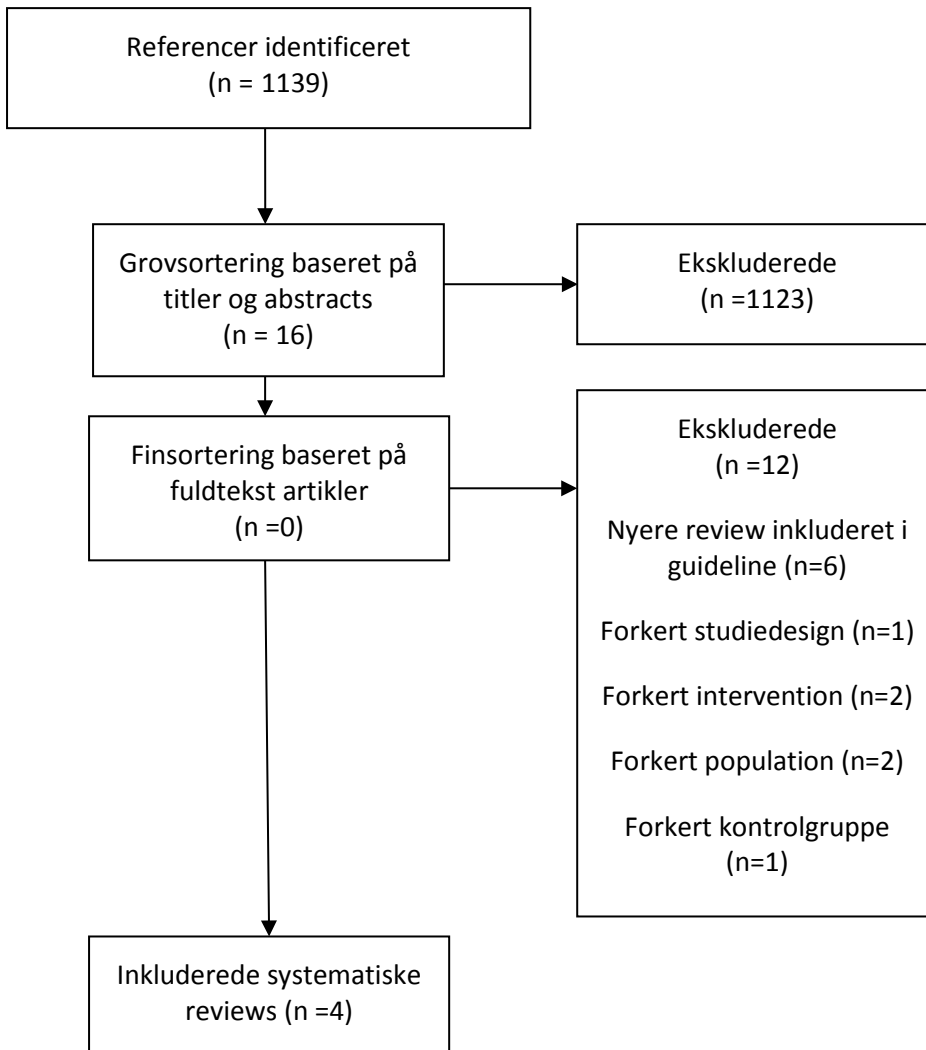 Referencer identificeret
(n = 1139)
Grovsortering baseret på
titler og abstracts
(n = 16)
Ekskluderede
(n =1123)
Finsortering baseret på
fuldtekst artikler
(n =0)
Ekskluderede
(n =12)
Nyere review inkluderet i
guideline (n=6)
Forkert studiedesign (n=1)
Forkert intervention (n=2)
Forkert population (n=2)
Forkert kontrolgruppe
(n=1)
Inkluderede systematiske
reviews (n =4)